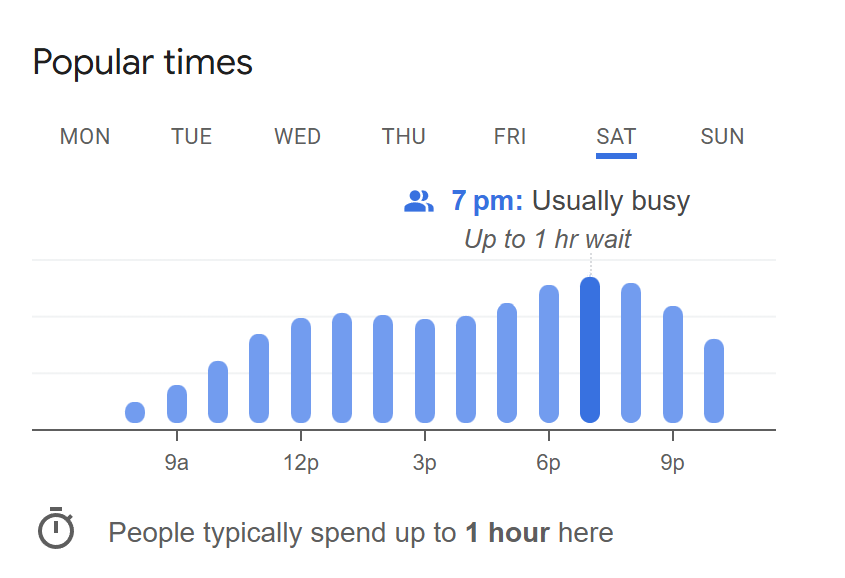 Popular times
MON TUE WED THU FRI SAT SUN
7 pm: Usually busy
Up to 1 hr wait
9a 12p 3p 6p 9p
People typically spend up to 1 hour here